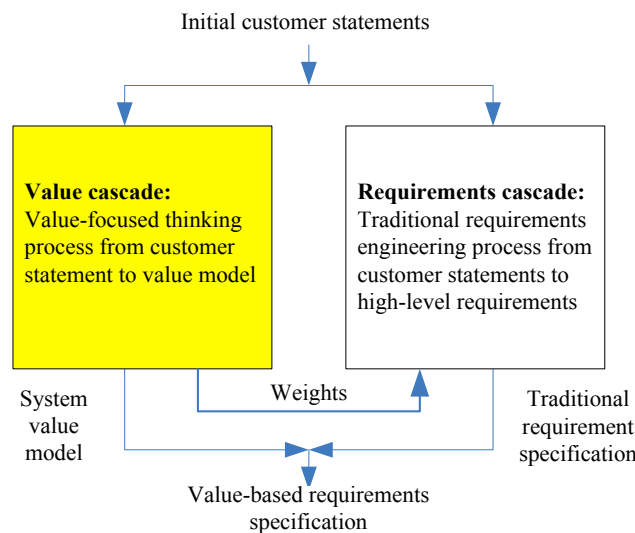 Initial customer statements
Value cascade:
Value-focused thinking
process from customer
statement to value model
Requirements cascade:
Traditional requirements
engineering process from
customer statements to
high-level requirements
Weights
System
value
model
Traditional
requirement
specification
Value-based requirements
specification